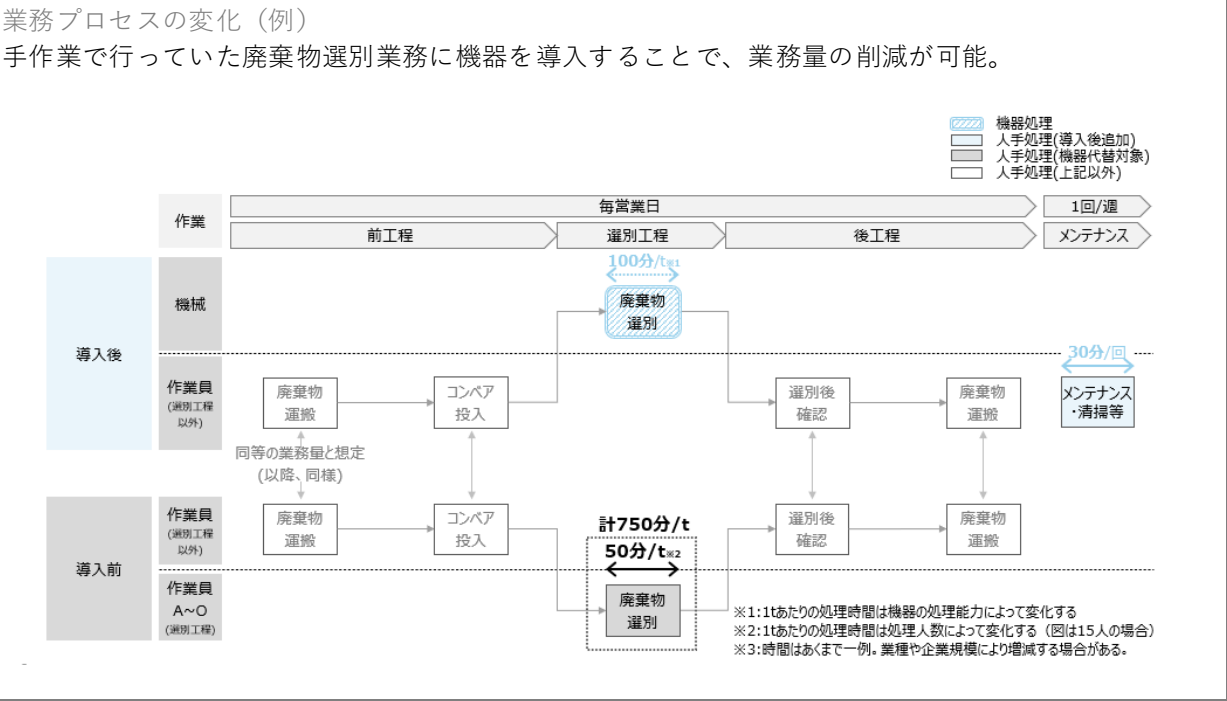 業務プロセスの変化（例）
手作業で行っていた廃棄物選別業務に機器を導入することで、業務量の削減が可能。
機器処理
人手処理(導入後追加)
人手処理(機器代替対象)
人手処理(上記以外)
作業
毎営業日
1回/週
前工程
選別工程
後工程
メンテナンス
導入後
機械
100分/t※1
廃棄物
選別
作業員
(選別工程
以外)
廃棄物
運搬
コンベア
投入
選別後
確認
廃棄物
運搬
30分/回
メンテナンス
・清掃等
同等の業務量と想定
(以降、同様)
導入前
作業員
(選別工程
以外)
廃棄物
運搬
コンベア
投入
選別後
確認
廃棄物
運搬
計750分/t
50分/t※2
作業員
A~O
(選別工程)
廃棄物
選別
※1:1tあたりの処理時間は機器の処理能力によって変化する
※2:1tあたりの処理時間は処理人数によって変化する（図は15人の場合）
※3:時間はあくまで一例。業種や企業規模により増減する場合がある。